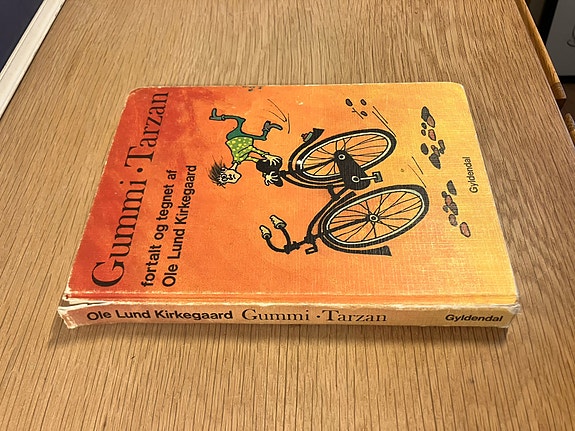 Gummi · Tarzan
fortalt og tegnet af
Ole Lund Kirkegaard
Gyldendal
Ole Lund Kirkegaard Gummi · Tarzan Gyldendal